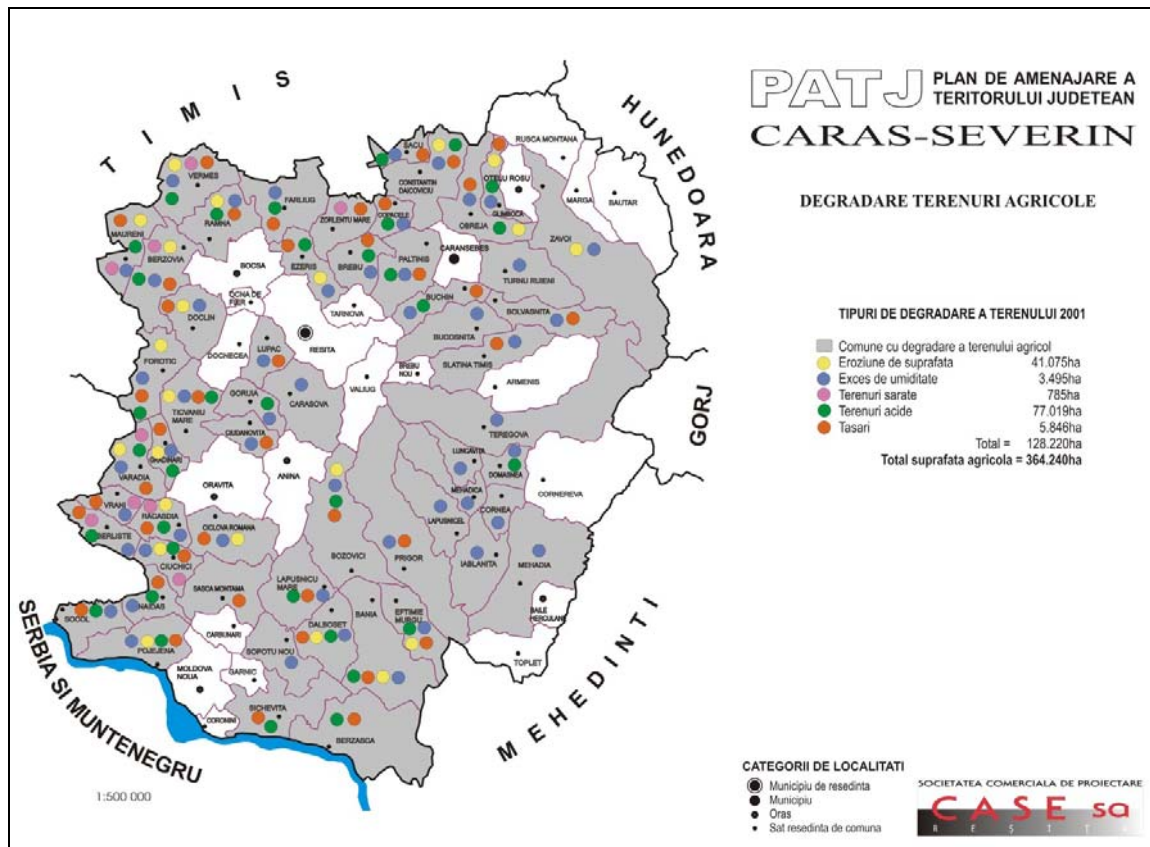 PATJ
PLAN DE AMENAJARE A
TERITORULUI JUDETEAN
CARAS-SEVERIN
DEGRADARE TERENURI AGRICOLE
TIPURI DE DEGRADARE A TERENULUI 2001
Comune cu degradare a terenului agricol
Eroziune de suprafata 41.075ha
Exces de umiditate 3.495ha
Terenuri sarate 785ha
Terenuri acide 77.019ha
Tasari 5.846ha
Total = 128.220ha
Total suprafata agricola = 364.240ha
TIMIS
HUNEDOARA
GORJ
MEHEDINTI
SERBIA SI MUNTENEGRU
RUSCA MONTANA
SACU
VERMES
CONSTANTIN
DAICOVICIU
OTELU ROSU
MARGA
BAUTAR
FARLIUG
RAMNA
ZORLENTU MARE
COPACELE
OBREJA
GLIMBOCA
MAURENI
BERZOVIA
ZAVOI
BOCSA
EZERIS
BREBU
PALTINIS
CARANSEBES
TURNU RUIENI
OCNA DE
FIER
TARNOVA
BUCHIN
BOLVASNITA
DOCLIN
BUCOSNITA
RESITA
DOGNECEA
LUPAC
FOROTIC
SLATINA TIMIS
BREBU
NOU
VALIUG
ARMENIS
GORUIA
CARASOVA
TICVANIU
MARE
CIUDANOVITA
TEREGOVA
GRADINARI
VARADIA
LUNCAVITA
DOMASNEA
ANINA
ORAVITA
MEHADICA
CORNEREVA
VRANI
RACASDIA
LAPUSNICEL
CORNEA
BERLISTE
CICLOVA ROMANA
BOZOVICI
PRIGOR
IABLANITA
MEHADIA
CIUCHICI
SASCA MONTANA
LAPUSNICU
MARE
NAIDAS
BANIA
EFTIMIE
MURGU
BAILE
HERCULANE
SOCOL
DALBOSET
CARBUNARI
POJEJENA
SOPOTU NOU
TOPLET
MOLDOVA
NOUA
GARNIC
SICHEVITA
CORONINI
BERZASCA
1:500 000
CATEGORII DE LOCALITATI
Municipiu de resedinta
Municipiu
Oras
Sat resedinta de comuna
SOCIETATEA COMERCIALA DE PROIECTARE
CASE sa
REȘIȚA